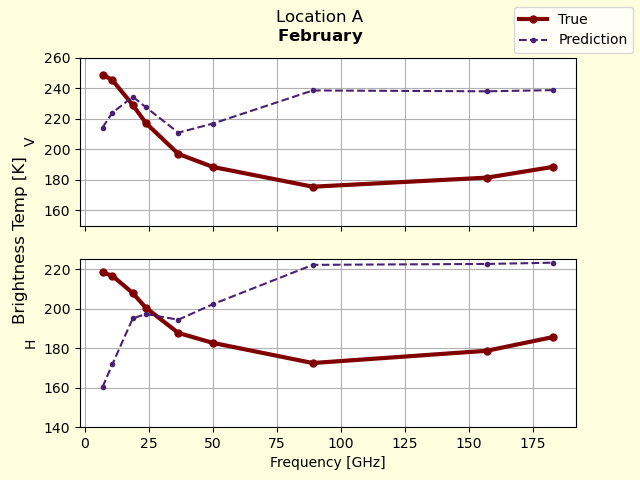 Location A
February
True
Prediction
Brightness Temp [K]
V
260
240
220
200
180
160
H
220
200
180
160
140
0 25 50 75 100 125 150 175
Frequency [GHz]